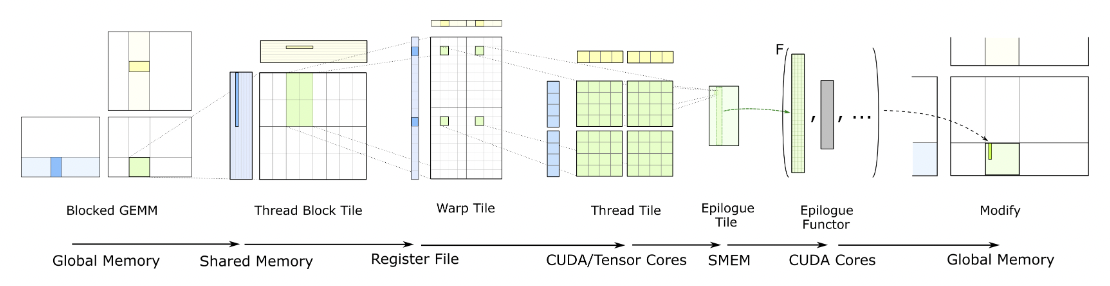 F
, , ...
Blocked GEMM
Thread Block Tile
Warp Tile
Thread Tile
Epilogue
Tile
Epilogue
Functor
Modify
Global Memory
Shared Memory
Register File
CUDA/Tensor Cores
SMEM
CUDA Cores
Global Memory